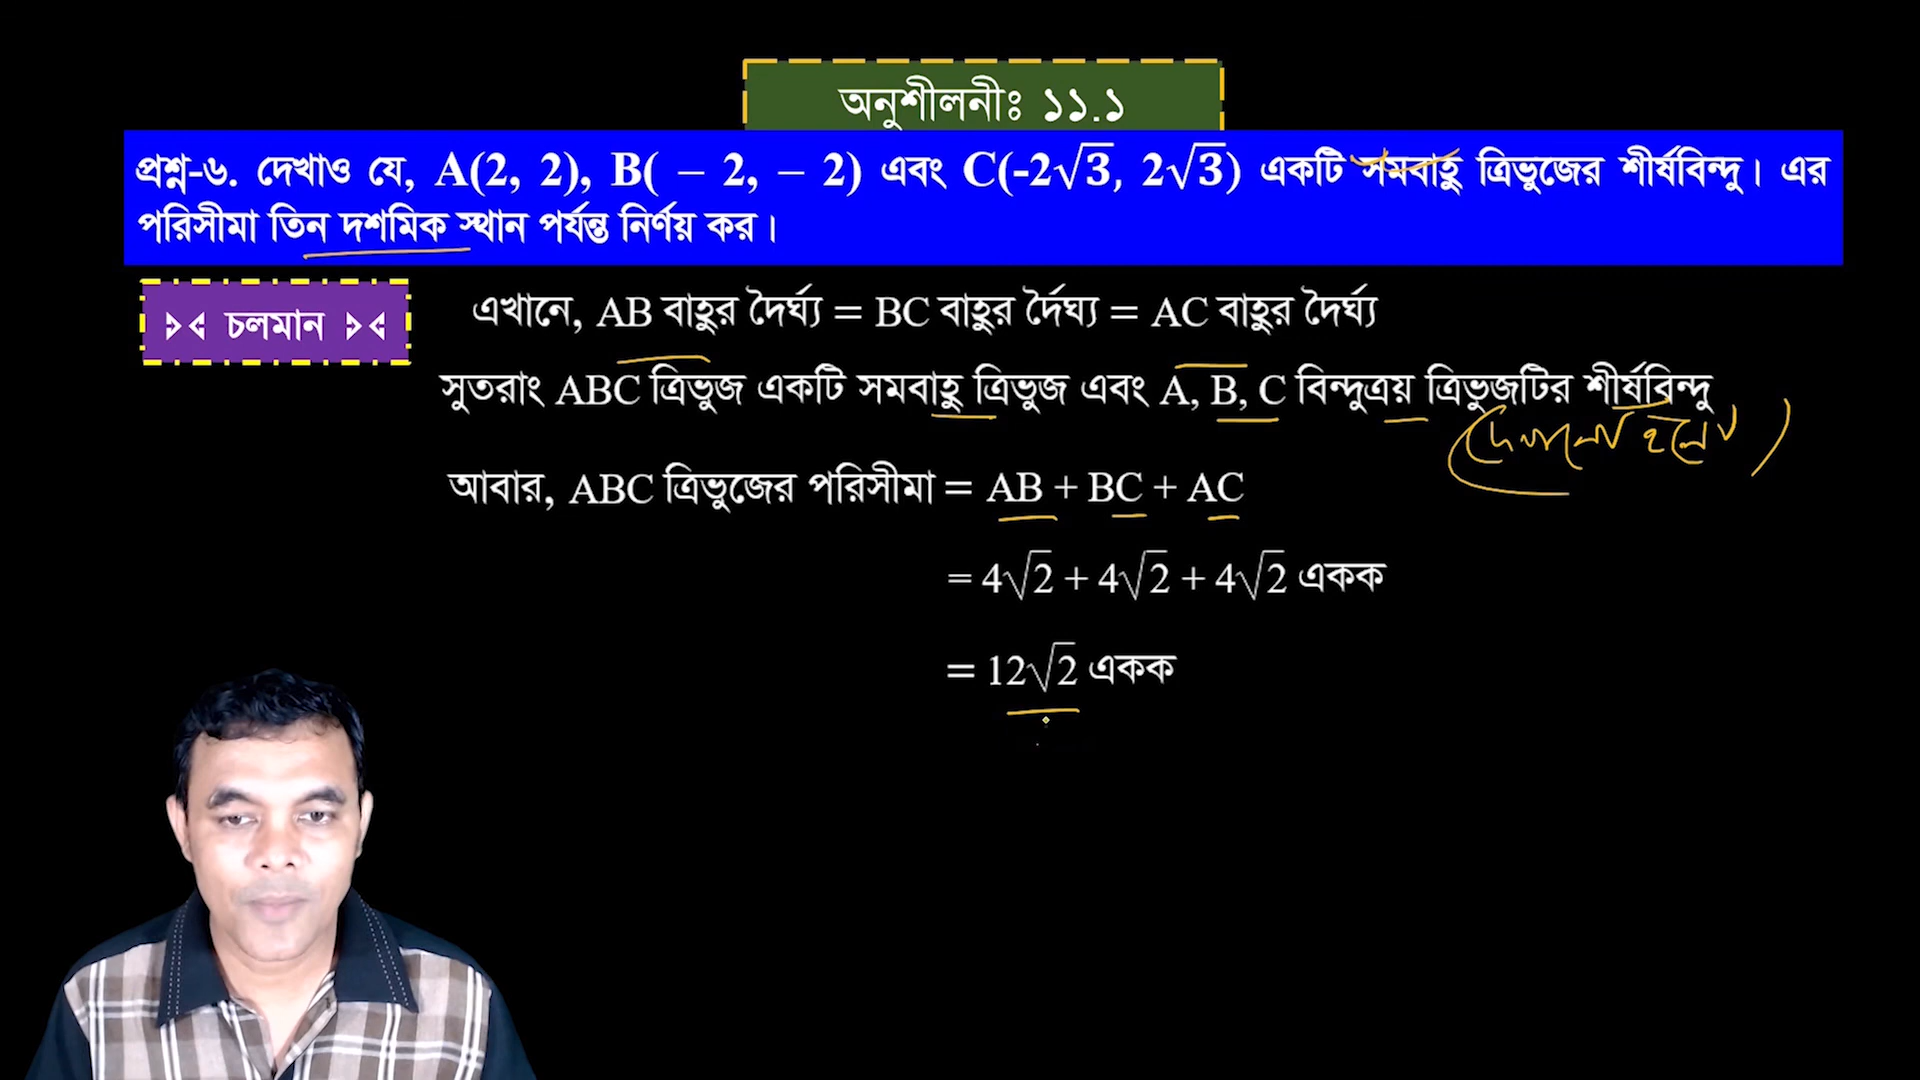 অনুশীলনীঃ ১১.১
প্রশ্ন-৬. দেখাও যে, A(2, 2), B( − 2, − 2) এবং C(-2√3, 2√3) একটি সমবাহু ত্রিভুজের শীর্ষবিন্দু। এর
পরিসীমা তিন দশমিক স্থান পর্যন্ত নির্ণয় কর।
চলমান
এখানে, AB বাহুর দৈর্ঘ্য = BC বাহুর দৈর্ঘ্য = AC বাহুর দৈর্ঘ্য
সুতরাং ABC ত্রিভুজ একটি সমবাহু ত্রিভুজ এবং A, B, C বিন্দুত্রয় ত্রিভুজটির শীর্ষবিন্দু
(দেখানো হলো)
আবার, ABC ত্রিভুজের পরিসীমা = AB + BC + AC
= 4√2 + 4√2 + 4√2 একক
= 12√2 একক